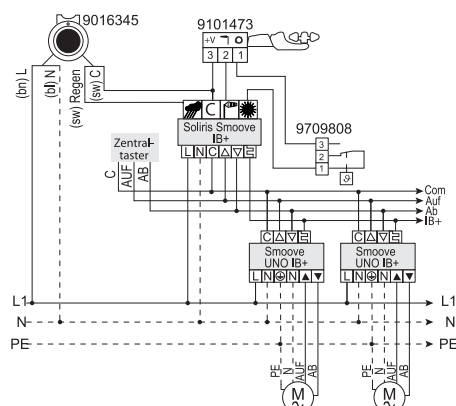 9016345
9101473
+V
3 2 1
(bn) L
(bl) N
(sw) Regen
(sw) C
C
Soliris Smoove
IB+
L N C
9709808
3
2
1
ϑ
Zentral-
taster
C
AUF
AB
Com
Auf
Ab
IB+
C
Smoove
UNO IB+
L N N
C
Smoove
UNO IB+
L N N
L1
L1
N
N
PE
PE
PE
N
AUF
AB
M
~
PE
N
AUF
AB
M
~